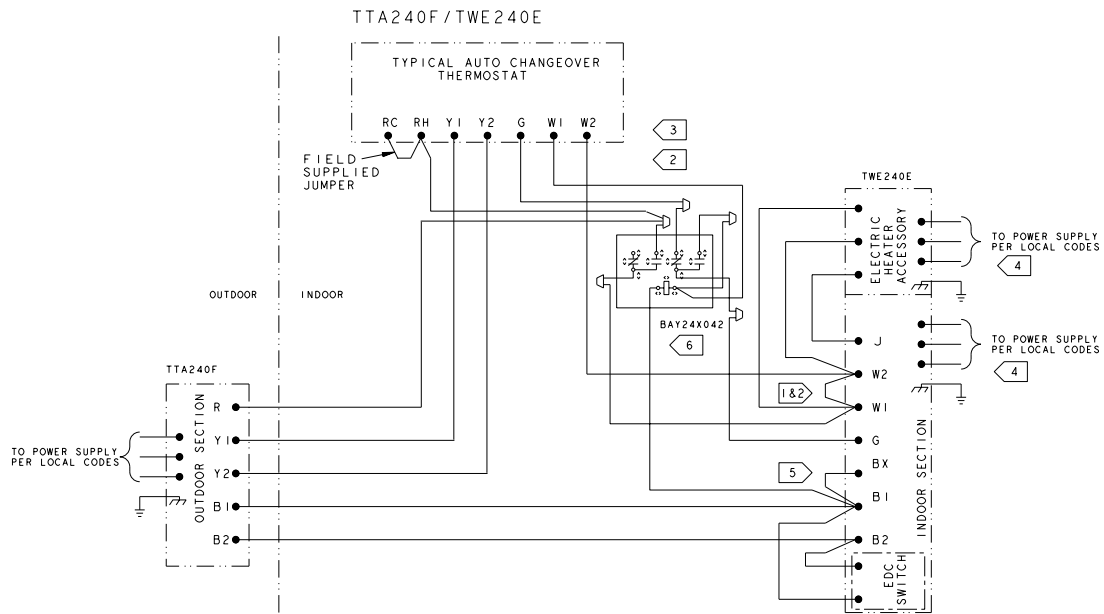 TTA240F/TWE240E
TYPICAL AUTO CHANGEOVER
THERMOSTAT
RC RH Y1 Y2 G W1 W2
3
2
FIELD
SUPPLIED
JUMPER
TWE240E
ELECTRIC
HEATER
ACCESSORY
TO POWER SUPPLY
PER LOCAL CODES
4
OUTDOOR
INDOOR
BAY24X042
6
J
TO POWER SUPPLY
PER LOCAL CODES
4
W2
1&2
W1
G
5
BX
B1
B2
INDOOR SECTION
EDC
SWITCH
TTA240F
R
Y1
Y2
B1
B2
OUTDOOR SECTION
TO POWER SUPPLY
PER LOCAL CODES